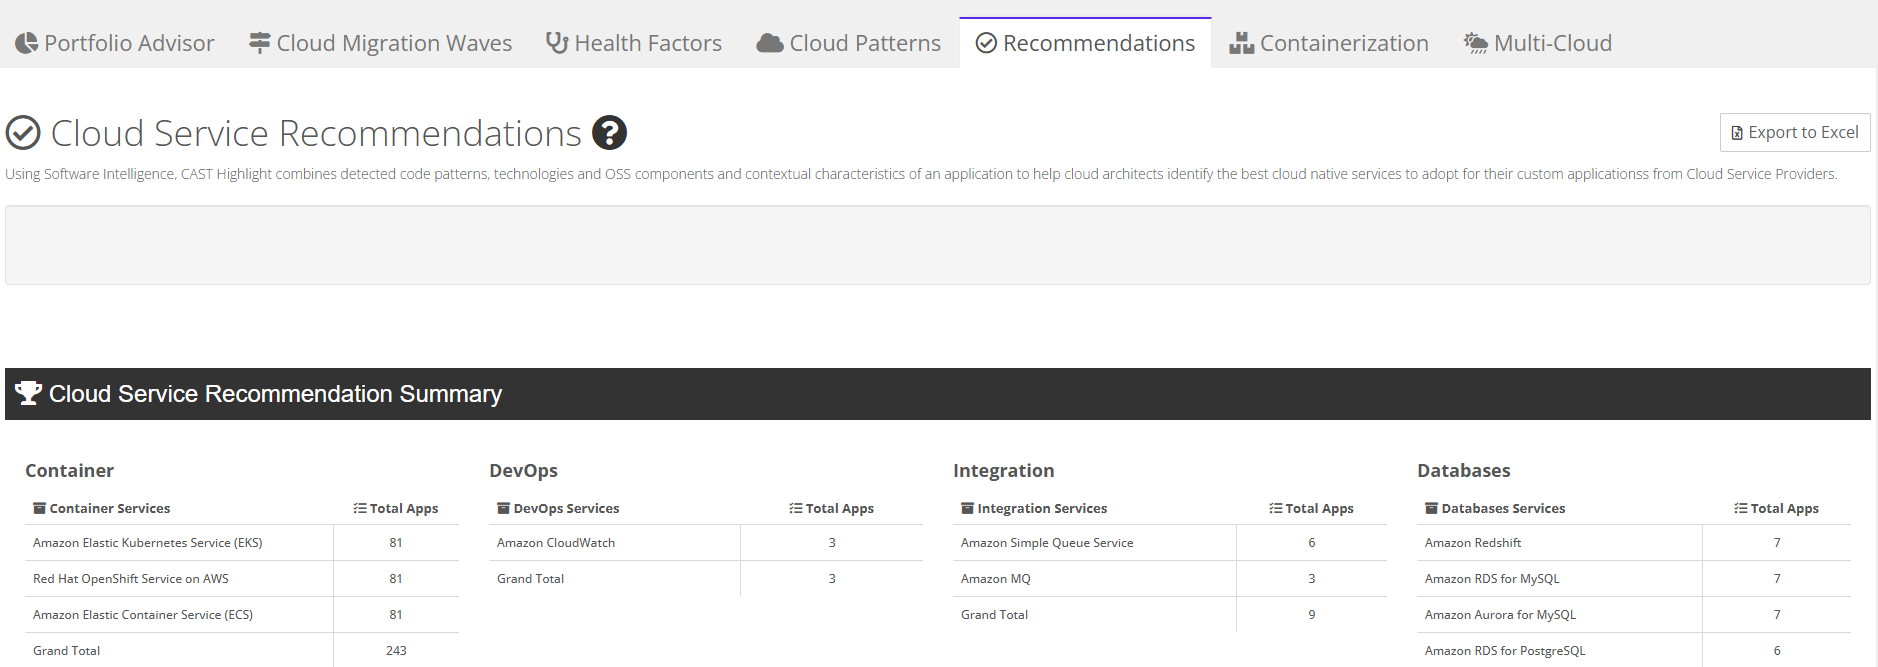 Portfolio Advisor Cloud Migration Waves Health Factors Cloud Patterns Recommendations Containerization Multi-Cloud
Cloud Service Recommendations ?
Export to Excel
Using Software Intelligence, CAST Highlight combines detected code patterns, technologies and OSS components and contextual characteristics of an application to help cloud architects identify the best cloud native services to adopt for their custom applicationss from Cloud Service Providers.
Cloud Service Recommendation Summary
Container
Container Services Total Apps
Amazon Elastic Kubernetes Service (EKS) 81
Red Hat OpenShift Service on AWS 81
Amazon Elastic Container Service (ECS) 81
Grand Total 243
DevOps
DevOps Services Total Apps
Amazon CloudWatch 3
Grand Total 3
Integration
Integration Services Total Apps
Amazon Simple Queue Service 6
Amazon MQ 3
Grand Total 9
Databases
Databases Services Total Apps
Amazon Redshift 7
Amazon RDS for MySQL 7
Amazon Aurora for MySQL 7
Amazon RDS for PostgreSQL 6